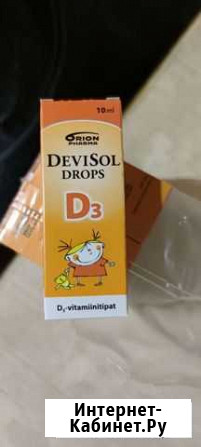 10 ml
ORION
PHARMA
DEVISOL
DROPS
D3
D₃-vitamiinitipat
Интернет-
Кабинет.Ру